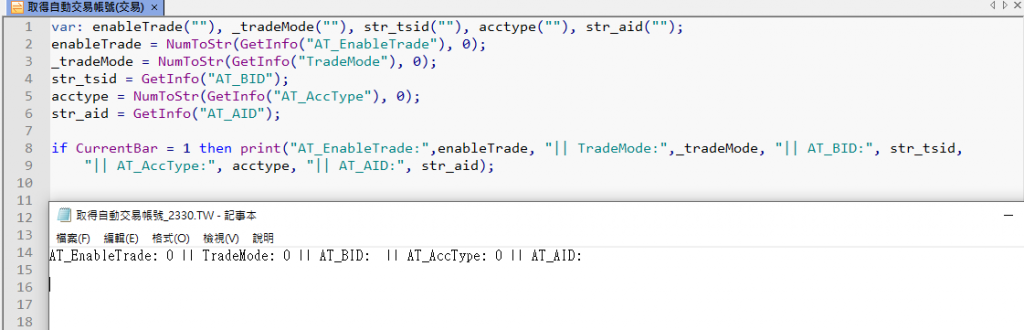 取得自動交易帳號(交易) ×
1 var: enableTrade(""), _tradeMode(""), str_tsid(""), acctype(""), str_aid("");
2 enableTrade = NumToStr(GetInfo("AT_EnableTrade"), 0);
3 _tradeMode = NumToStr(GetInfo("TradeMode"), 0);
4 str_tsid = GetInfo("AT_BID");
5 acctype = NumToStr(GetInfo("AT_AccType"), 0);
6 str_aid = GetInfo("AT_AID");
7
8 if CurrentBar = 1 then print("AT_EnableTrade:",enableTrade, "|| TradeMode:",_tradeMode, "|| AT_BID:", str_tsid,
9 "|| AT_AccType:", acctype, "|| AT_AID:", str_aid);
10
11
12 取得自動交易帳號_2330.TW - 記事本
13 檔案(F) 編輯(E) 格式(O) 檢視(V) 說明
14 AT_EnableTrade: 0 || TradeMode: 0 || AT_BID: || AT_AccType: 0 || AT_AID:
15
16
17
18